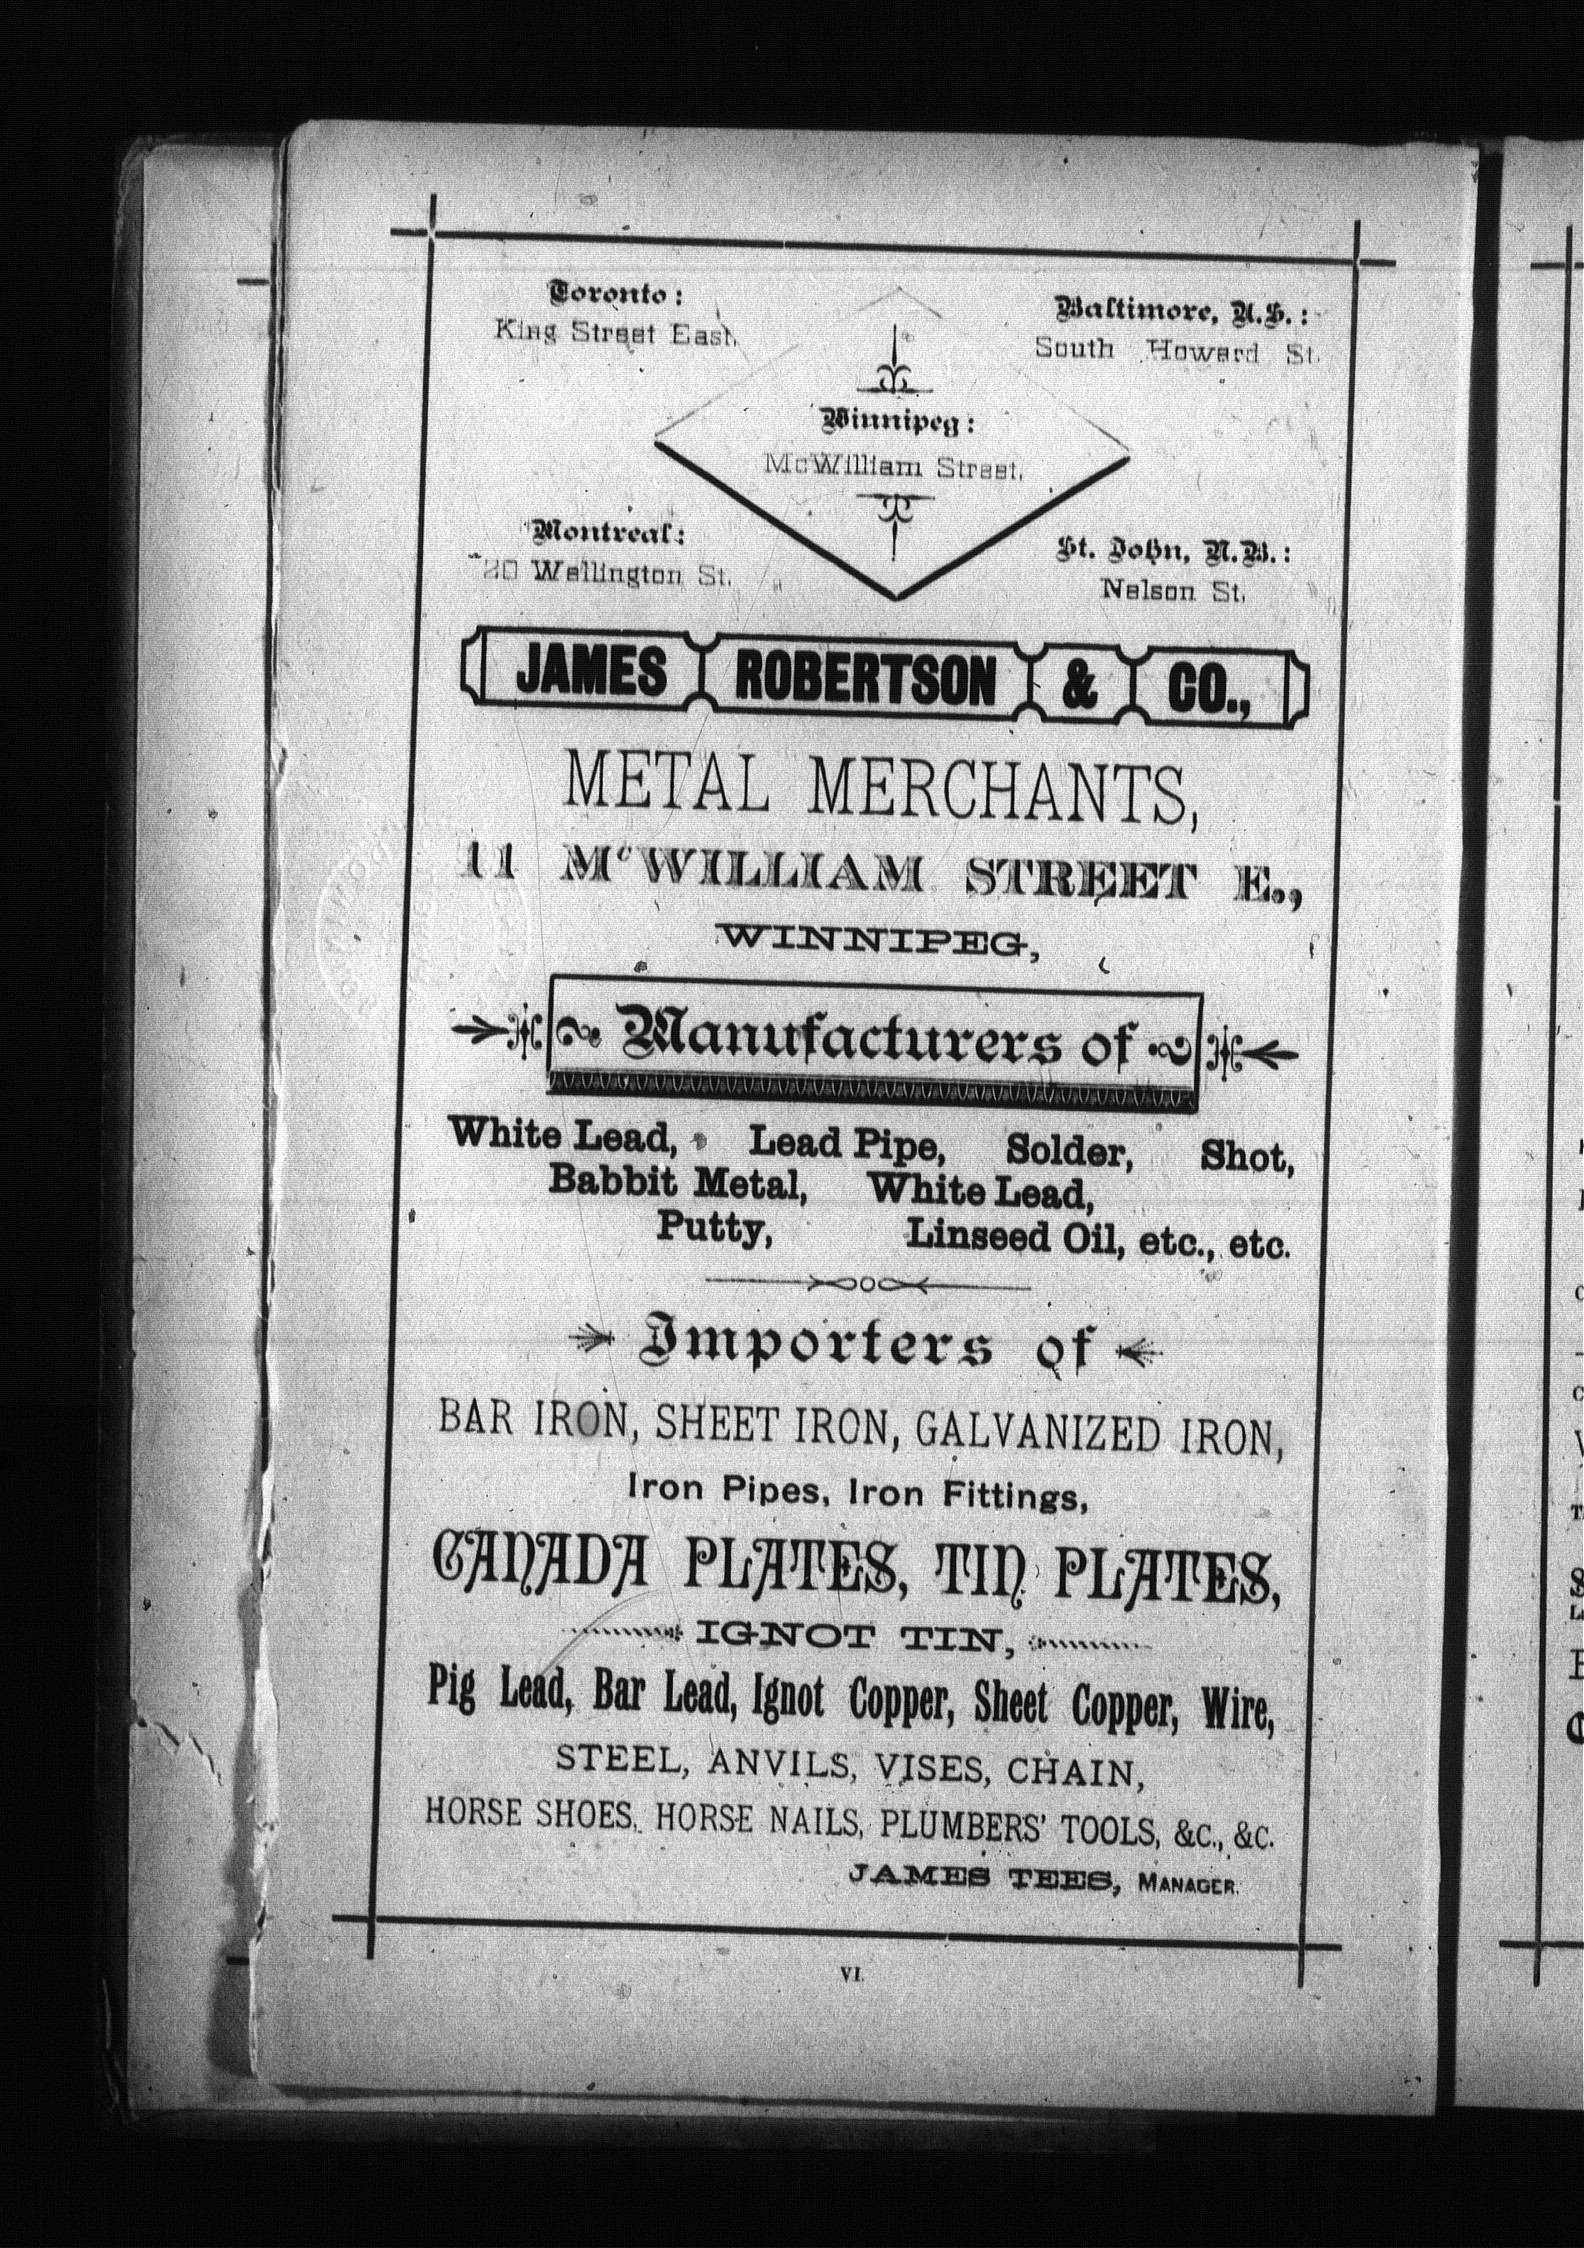 Toronto:
King Street East.
Baltimore, U.S.:
South Howard St.
Winnipeg:
McWilliam Street.
Montreal:
20 Wellington St.
St. John, N.B.:
Nelson St.
JAMES ROBERTSON & CO.,
METAL MERCHANTS,
11 McWILLIAM STREET E.,
WINNIPEG,
Manufacturers of
White Lead, Lead Pipe, Solder, Shot,
Babbit Metal, White Lead,
Putty, Linseed Oil, etc., etc.
Importers of
BAR IRON, SHEET IRON, GALVANIZED IRON,
Iron Pipes, Iron Fittings,
CANADA PLATES, TIN PLATES,
IGNOT TIN,
Pig Lead, Bar Lead, Ignot Copper, Sheet Copper, Wire,
STEEL, ANVILS, VISES, CHAIN,
HORSE SHOES, HORSE NAILS, PLUMBERS' TOOLS, &C., &C.
JAMES TEES, MANAGER.
VI.